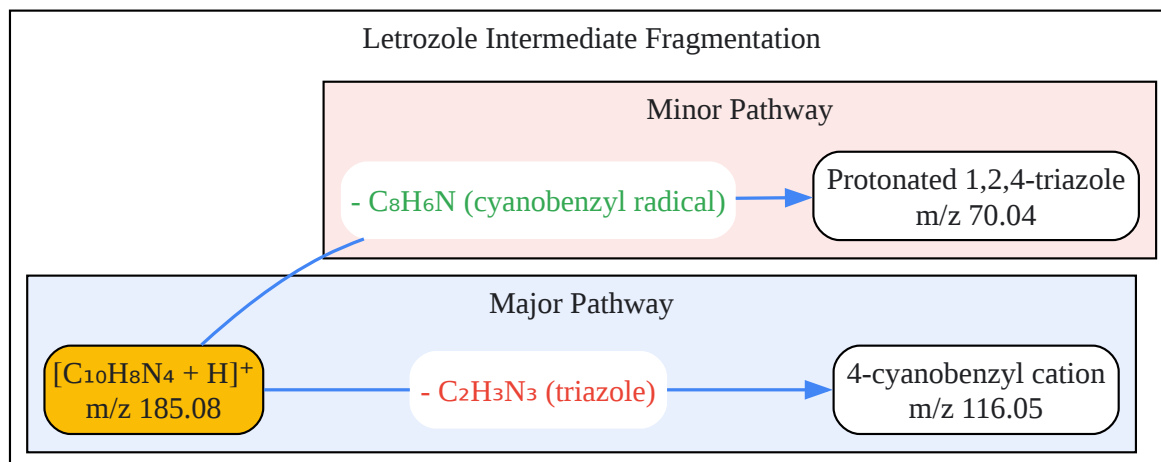 Letrozole Intermediate Fragmentation
Minor Pathway
- C₈H₆N (cyanobenzyl radical)
Protonated 1,2,4-triazole
m/z 70.04
Major Pathway
[C₁₀H₈N₄ + H]⁺
m/z 185.08
- C₂H₃N₃ (triazole)
4-cyanobenzyl cation
m/z 116.05